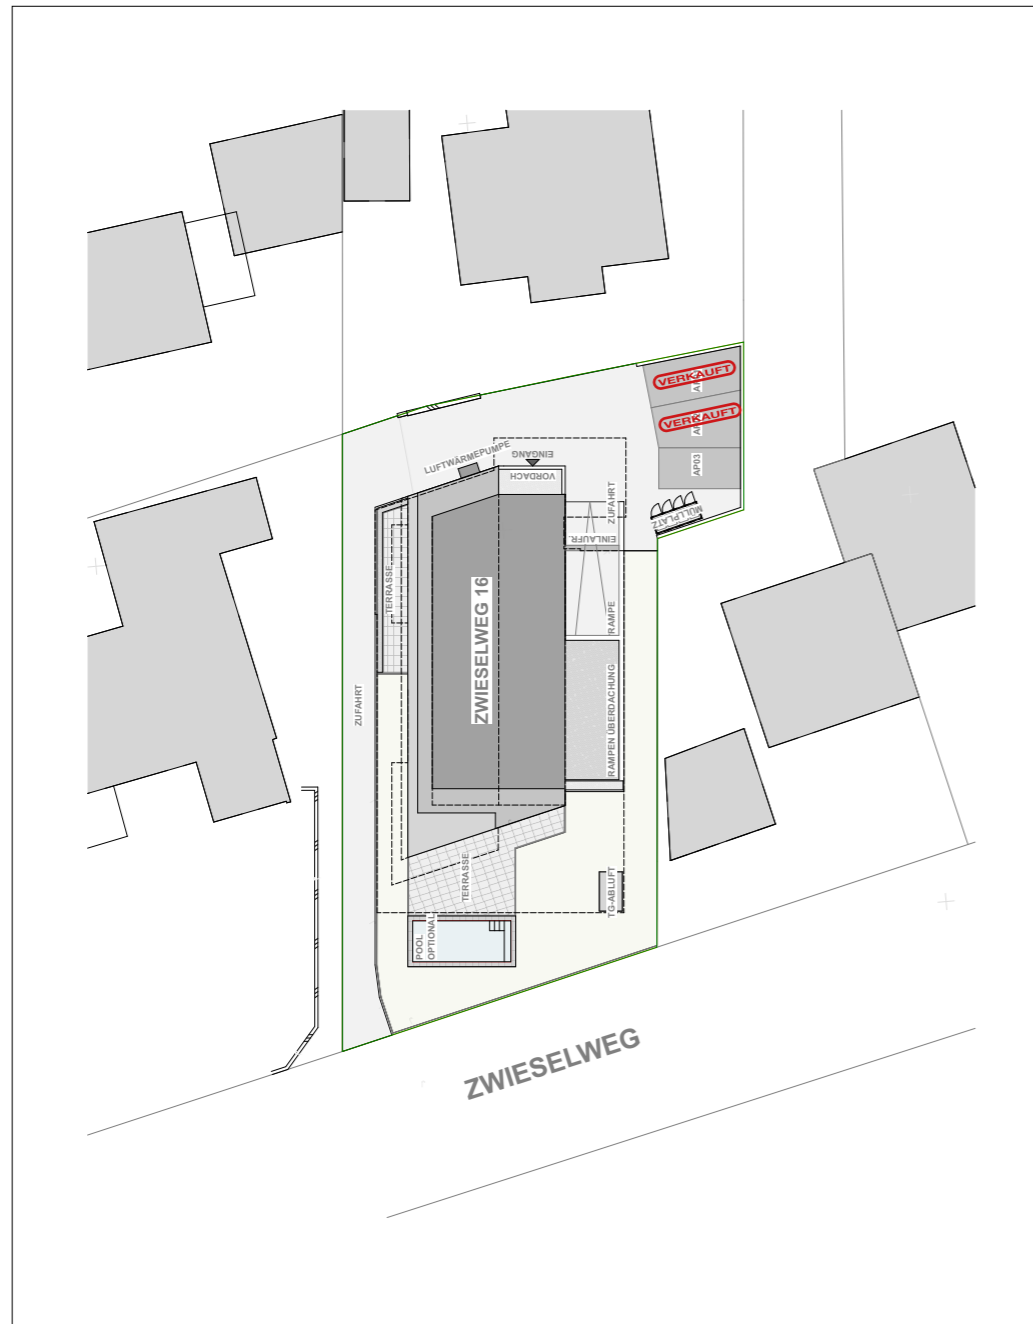 VERKAUFT
VERKAUFT
AP03
LUFTWÄRMEPUMPE
EINGANG
VORDACH
ZUFAHRT
MÜLLPLATZ
EINLAUFR.
TERRASSE
ZWIESELWEG 16
RAMPE
ZUFAHRT
RAMPEN ÜBERDACHUNG
TERRASSE
TG-ABLUFT
POOL
OPTIONAL
ZWIESELWEG